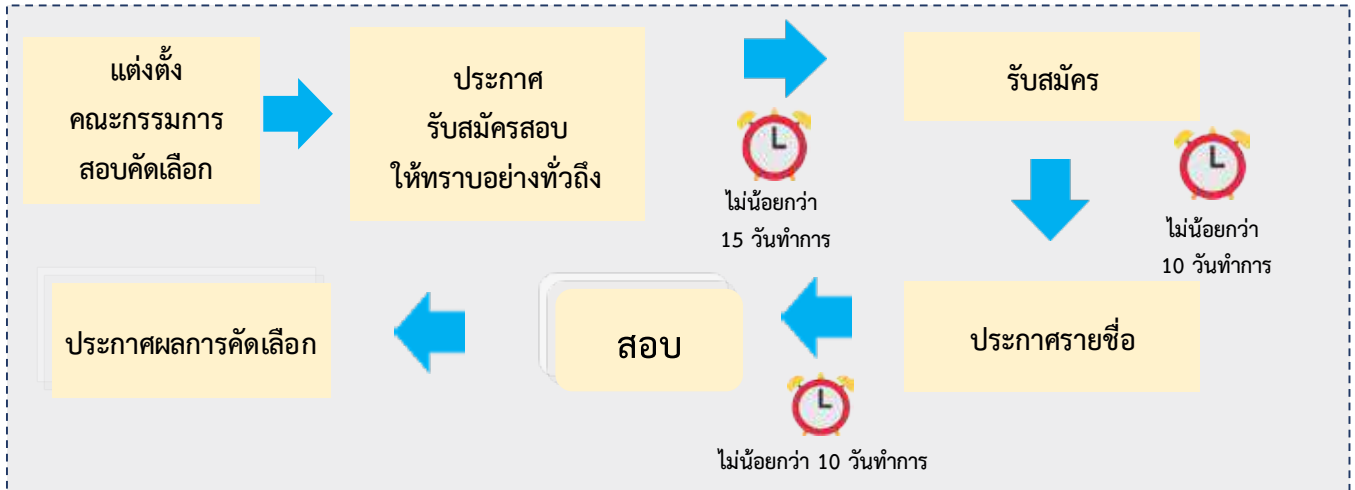 แต่งตั้ง
คณะกรรมการ
สอบคัดเลือก
ประกาศ
รับสมัครสอบ
ให้ทราบอย่างทั่วถึง
ไม่น้อยกว่า
15 วันทำการ
รับสมัคร
ไม่น้อยกว่า
10 วันทำการ
ประกาศรายชื่อ
ไม่น้อยกว่า 10 วันทำการ
สอบ
ประกาศผลการคัดเลือก